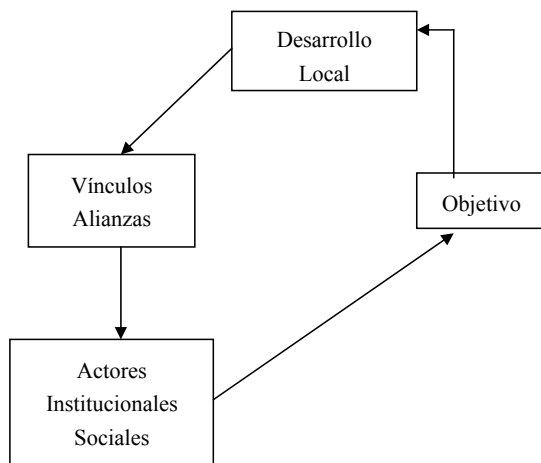 Desarrollo
Local
Vínculos
Alianzas
Objetivo
Actores
Institucionales
Sociales